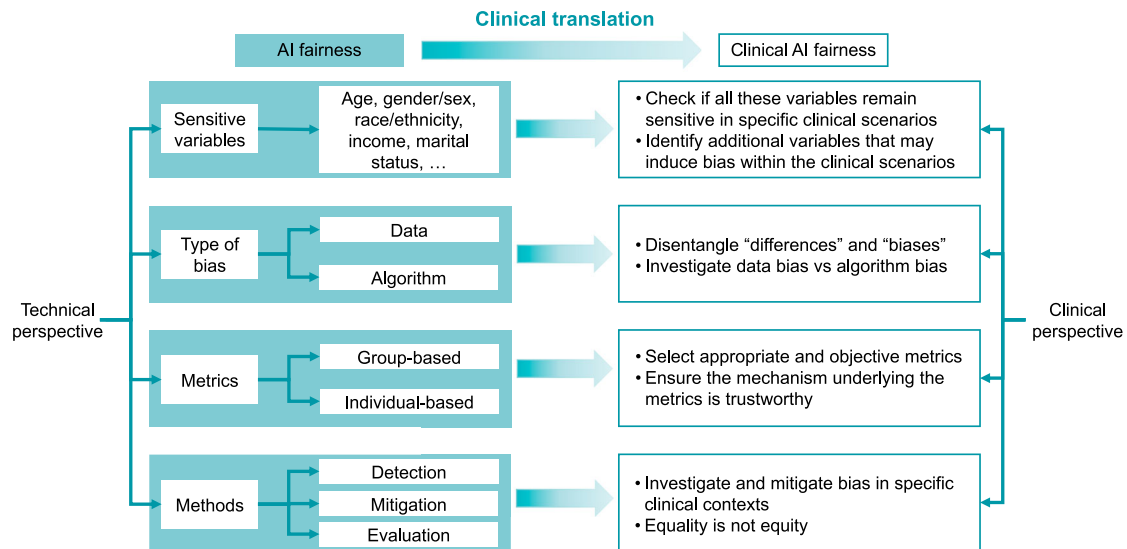 Clinical translation
AI fairness
Clinical AI fairness
Technical
perspective
Sensitive
variables
Age, gender/sex,
race/ethnicity,
income, marital
status, ...
• Check if all these variables remain
sensitive in specific clinical scenarios
• Identify additional variables that may
induce bias within the clinical scenarios
Type of
bias
Data
Algorithm
• Disentangle “differences” and “biases”
• Investigate data bias vs algorithm bias
Metrics
Group-based
Individual-based
• Select appropriate and objective metrics
• Ensure the mechanism underlying the
metrics is trustworthy
Methods
Detection
Mitigation
Evaluation
• Investigate and mitigate bias in specific
clinical contexts
• Equality is not equity
Clinical
perspective